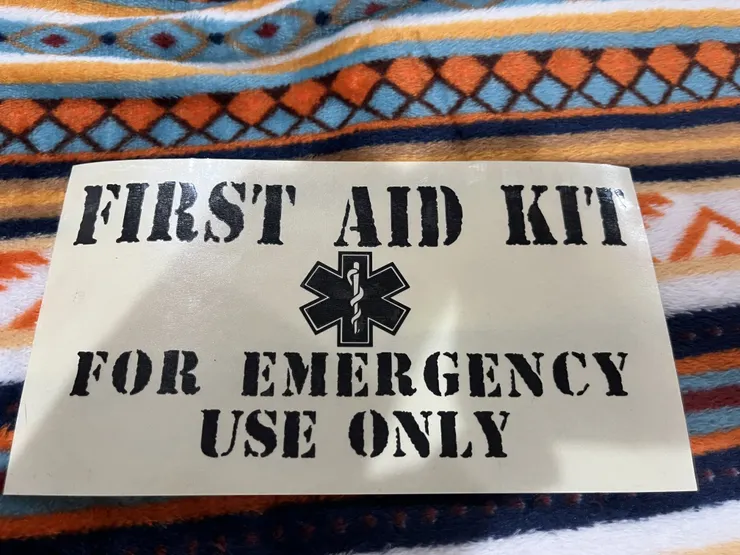 FIRST AID KIT
FOR EMERGENCY
USE ONLY